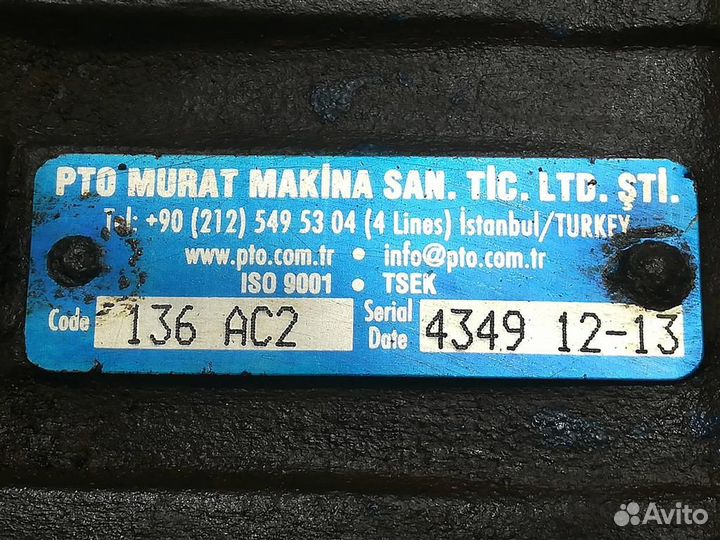 PTO MURAT MAKİNA SAN. TİC. LTD. ŞTİ.
Tel: +90 (212) 549 53 04 (4 Lines) İstanbul/TURKEY
www.pto.com.tr • info@pto.com.tr
ISO 9001 • TSEK
Code 136 AC2 Serial Date 4349 12-13
Avito